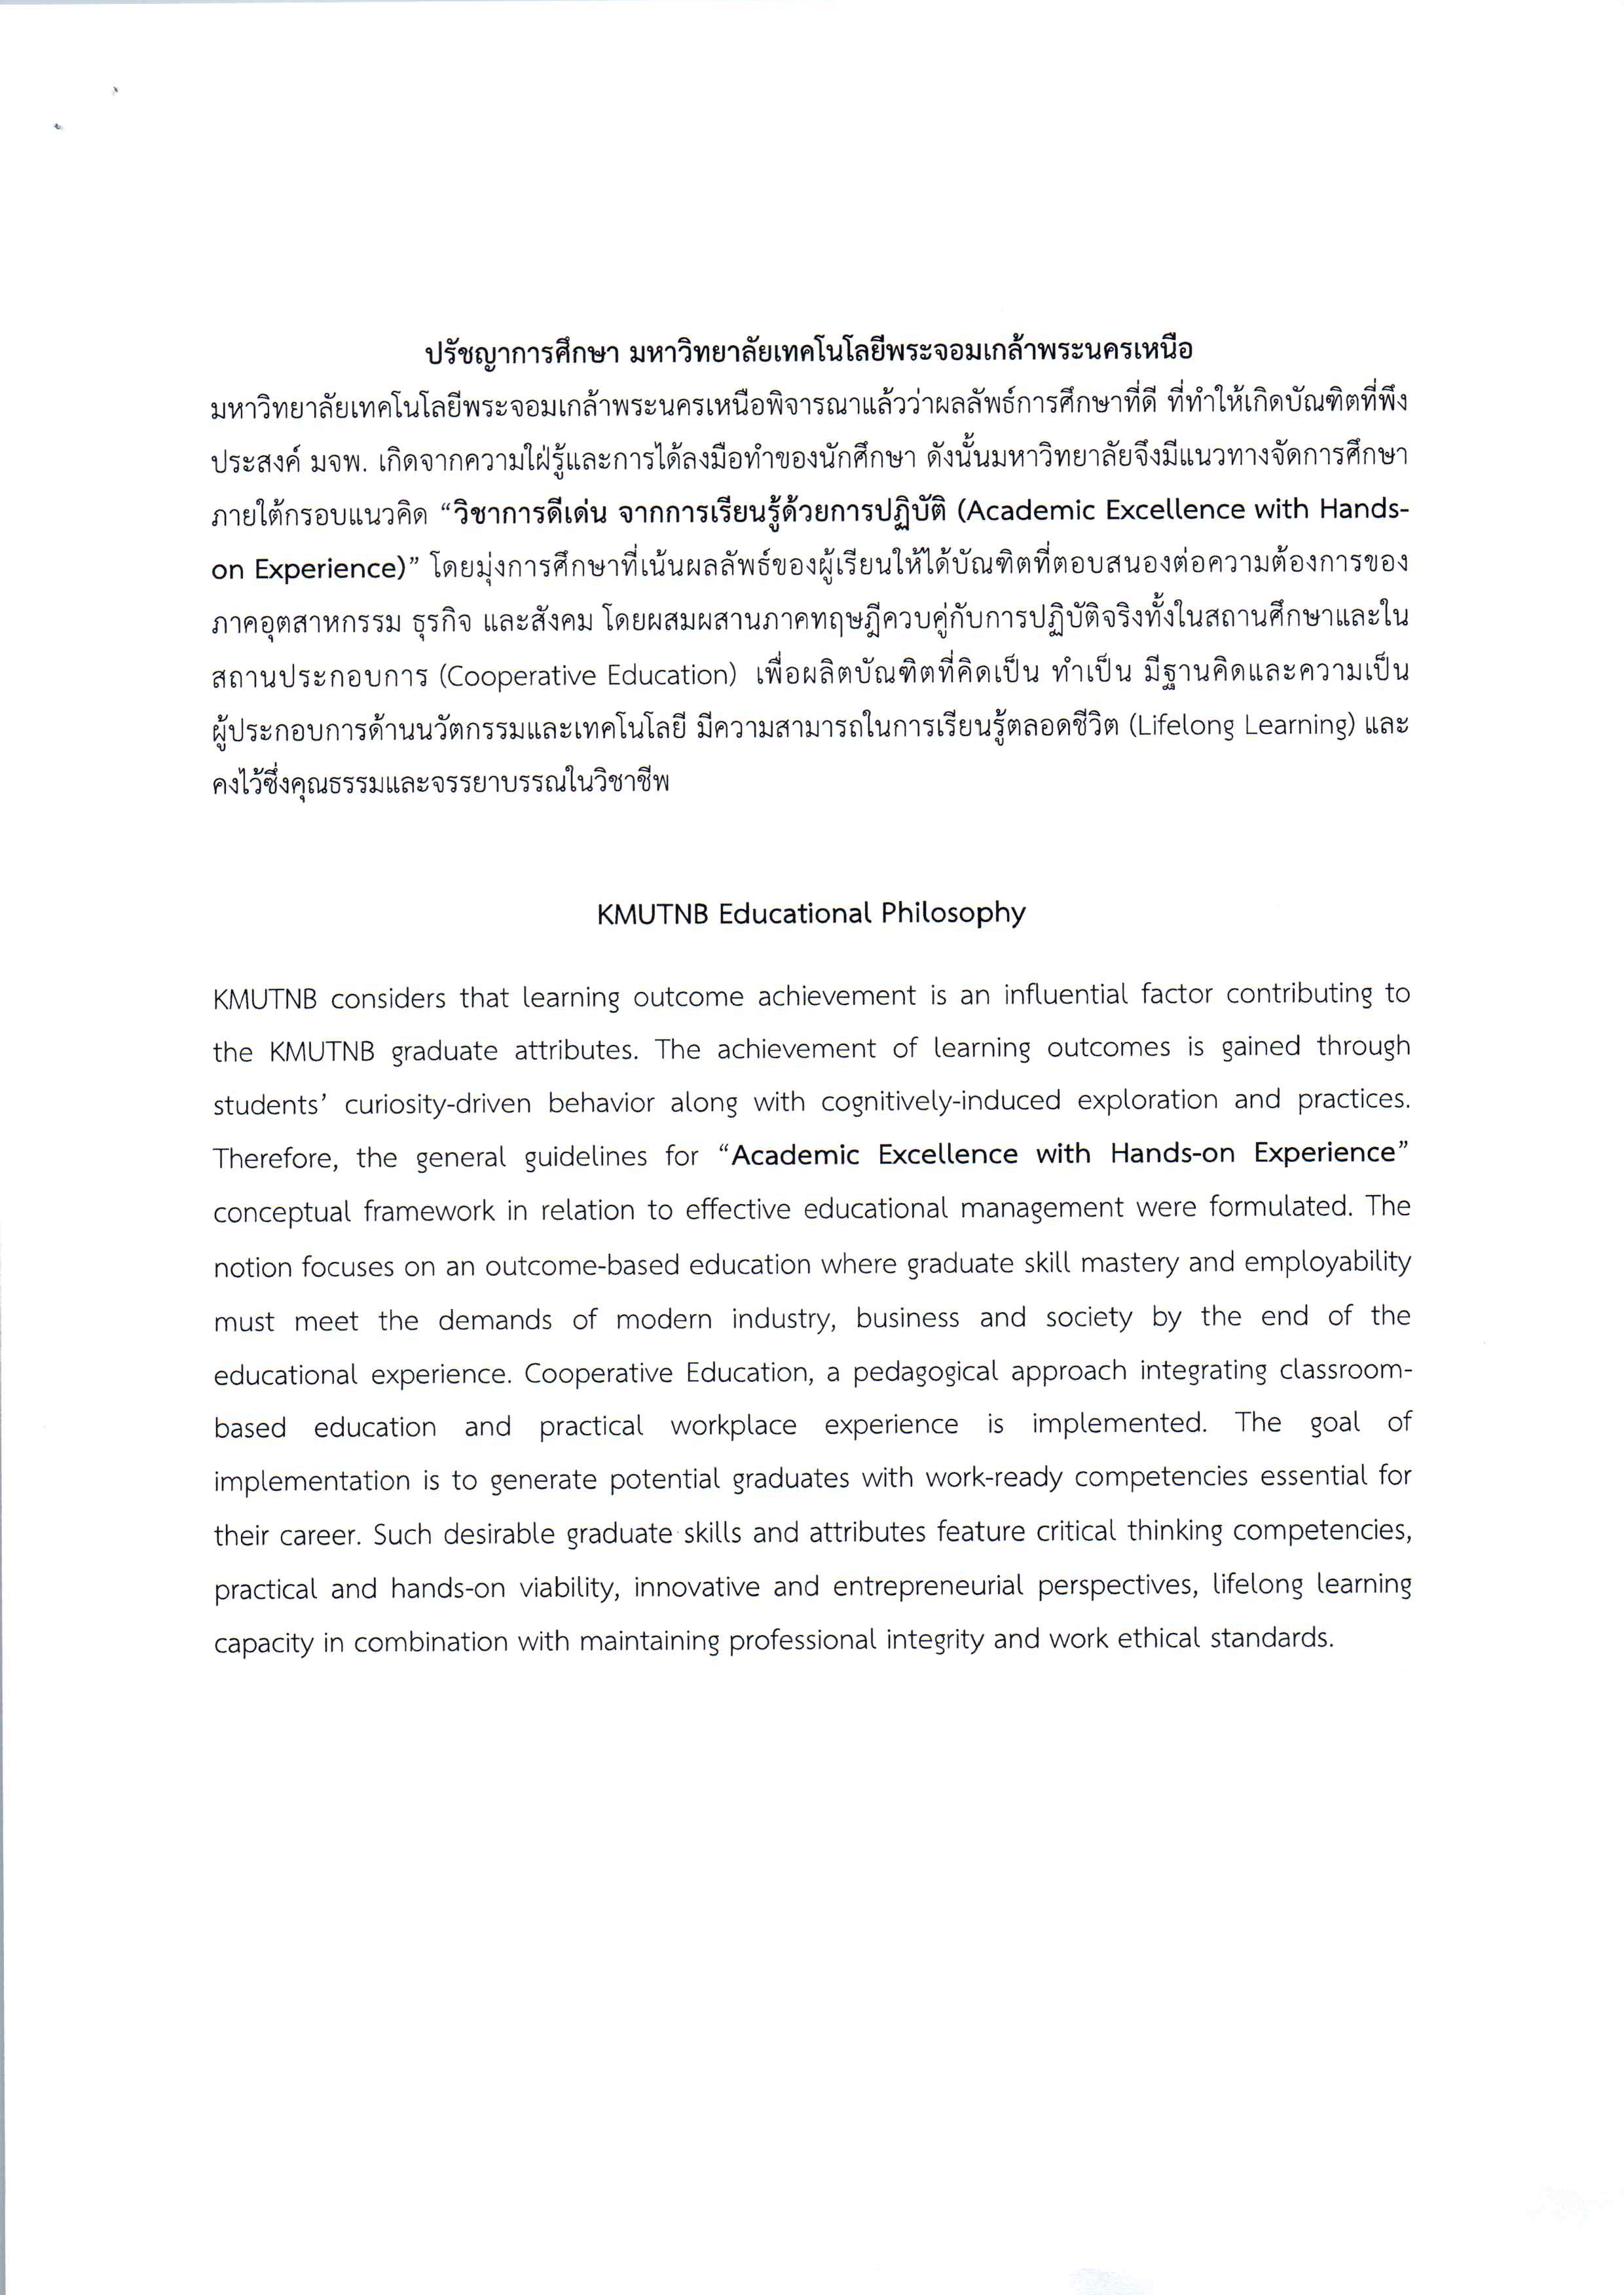 ปรัชญาการศึกษา มหาวิทยาลัยเทคโนโลยีพระจอมเกล้าพระนครเหนือ
มหาวิทยาลัยเทคโนโลยีพระจอมเกล้าพระนครเหนือพิจารณาแล้วว่าผลลัพธ์การศึกษาที่ดี ที่ทำให้เกิดบัณฑิตที่พึง
ประสงค์ มจพ. เกิดจากความใฝ่รู้และการได้ลงมือทำของนักศึกษา ดังนั้นมหาวิทยาลัยจึงมีแนวทางจัดการศึกษา
ภายใต้กรอบแนวคิด “วิชาการดีเด่น จากการเรียนรู้ด้วยการปฏิบัติ (Academic Excellence with Hands-
on Experience)” โดยมุ่งการศึกษาที่เน้นผลลัพธ์ของผู้เรียนให้ได้บัณฑิตที่ตอบสนองต่อความต้องการของ
ภาคอุตสาหกรรม ธุรกิจ และสังคม โดยผสมผสานภาคทฤษฎีควบคู่กับการปฏิบัติจริงทั้งในสถานศึกษาและใน
สถานประกอบการ (Cooperative Education) เพื่อผลิตบัณฑิตที่คิดเป็น ทำเป็น มีฐานคิดและความเป็น
ผู้ประกอบการด้านนวัตกรรมและเทคโนโลยี มีความสามารถในการเรียนรู้ตลอดชีวิต (Lifelong Learning) และ
คงไว้ซึ่งคุณธรรมและจรรยาบรรณในวิชาชีพ
KMUTNB Educational Philosophy
KMUTNB considers that learning outcome achievement is an influential factor contributing to
the KMUTNB graduate attributes. The achievement of learning outcomes is gained through
students’ curiosity-driven behavior along with cognitively-induced exploration and practices.
Therefore, the general guidelines for “Academic Excellence with Hands-on Experience”
conceptual framework in relation to effective educational management were formulated. The
notion focuses on an outcome-based education where graduate skill mastery and employability
must meet the demands of modern industry, business and society by the end of the
educational experience. Cooperative Education, a pedagogical approach integrating classroom-
based education and practical workplace experience is implemented. The goal of
implementation is to generate potential graduates with work-ready competencies essential for
their career. Such desirable graduate skills and attributes feature critical thinking competencies,
practical and hands-on viability, innovative and entrepreneurial perspectives, lifelong learning
capacity in combination with maintaining professional integrity and work ethical standards.